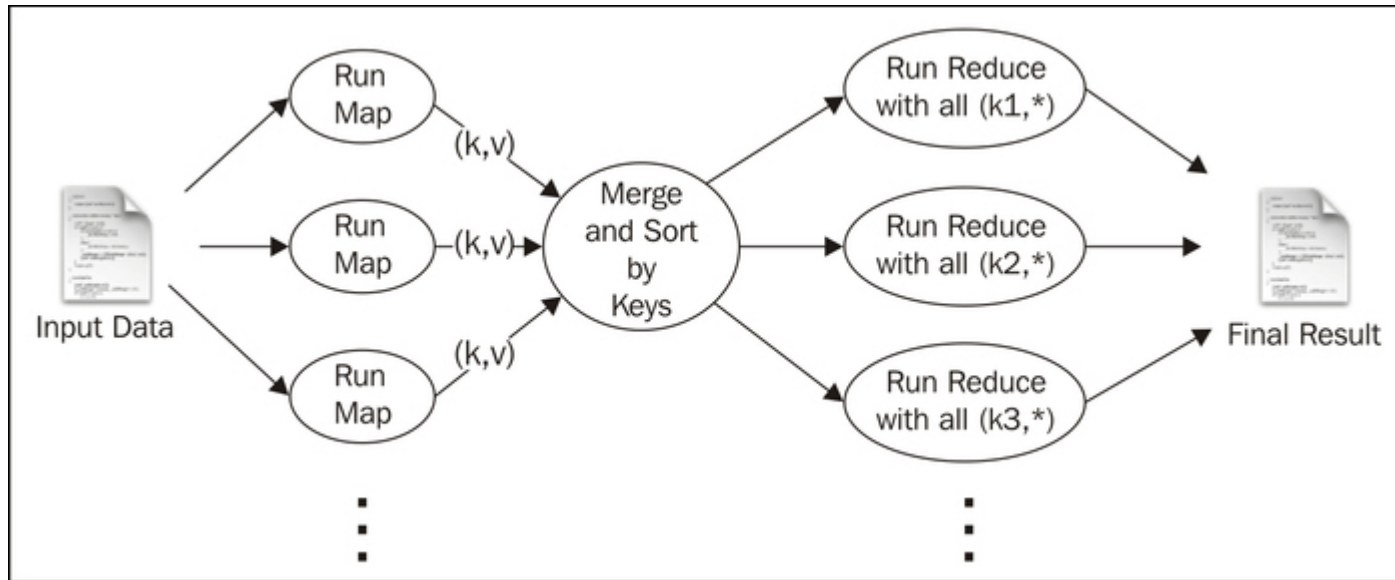 Input Data
Run
Map
Run
Map
Run
Map
(k,v)
(k,v)
(k,v)
Merge
and Sort
by
Keys
Run Reduce
with all (k1,*)
Run Reduce
with all (k2,*)
Run Reduce
with all (k3,*)
Final Result